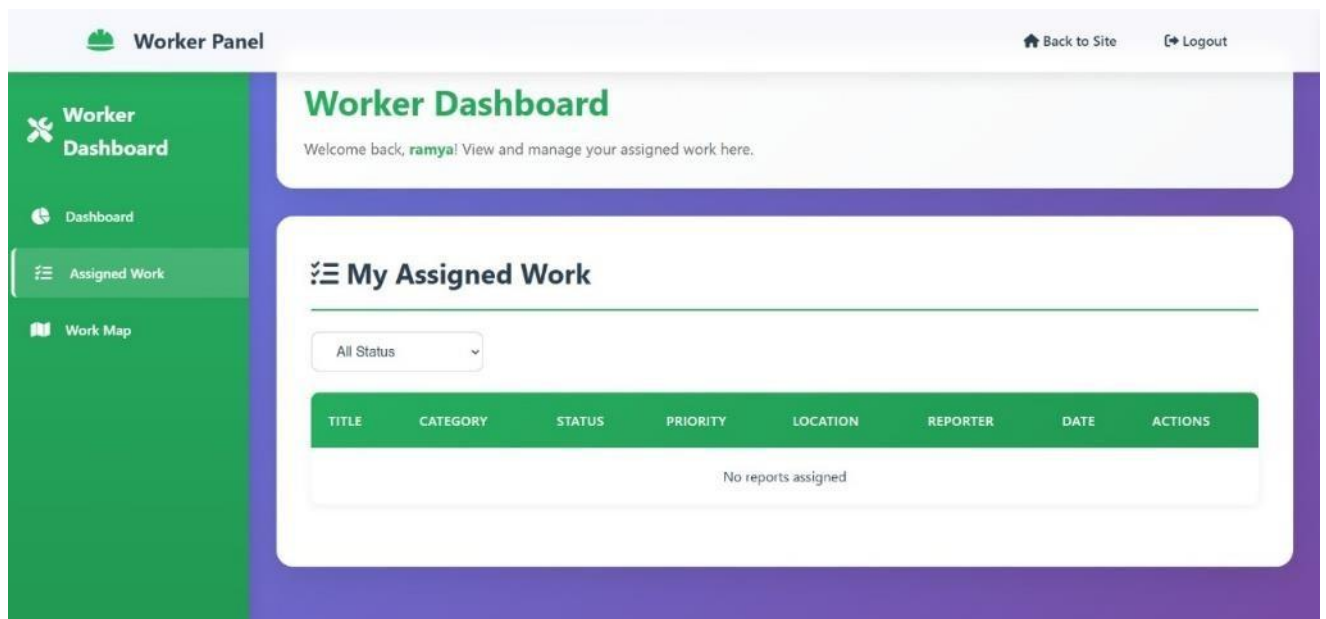 Worker Panel
Back to Site
Logout
Worker
Dashboard
Dashboard
Assigned Work
Work Map
Worker Dashboard
Welcome back, ramya! View and manage your assigned work here.
My Assigned Work
All Status
TITLE CATEGORY STATUS PRIORITY LOCATION REPORTER DATE ACTIONS
No reports assigned